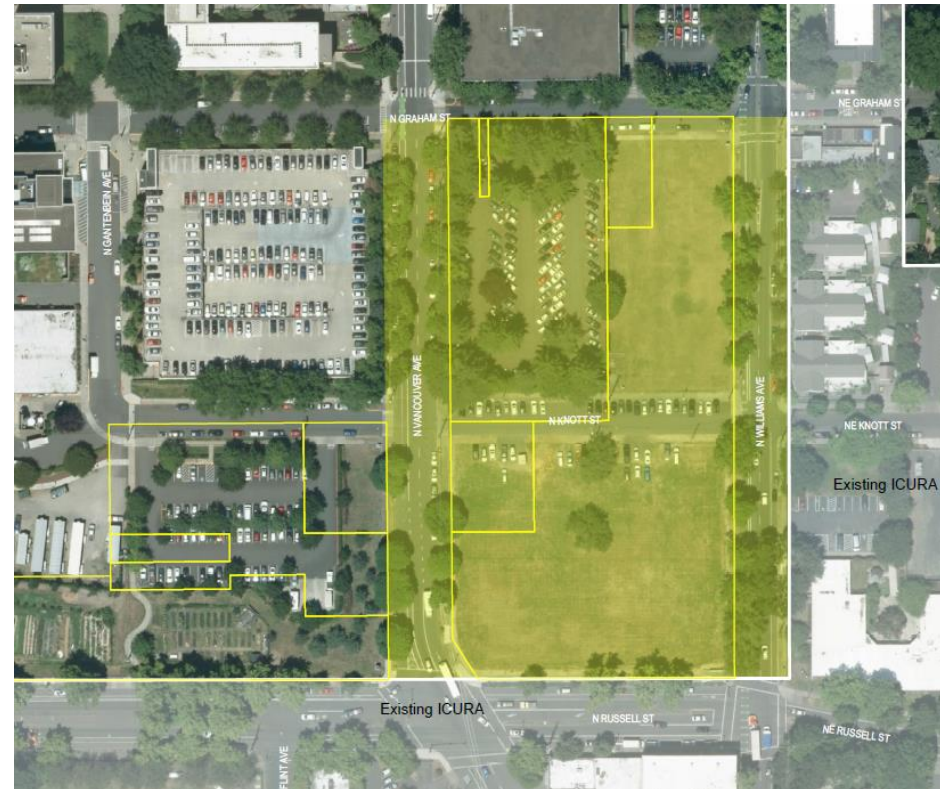 N GRAHAM ST
NE GRAHAM ST
N GANTENBEIN AVE
N VANCOUVER AVE
N WILLIAMS AVE
N KNOTT ST
NE KNOTT ST
Existing ICURA
Existing ICURA
N RUSSELL ST
NE RUSSELL ST
FLINT AVE